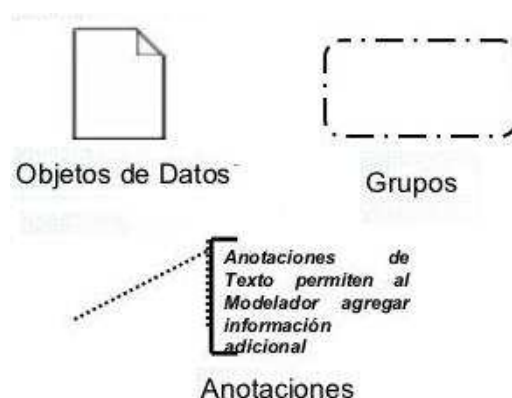 Objetos de Datos
Grupos
Anotaciones de
Texto permiten al
Modelador agregar
información
adicional
Anotaciones